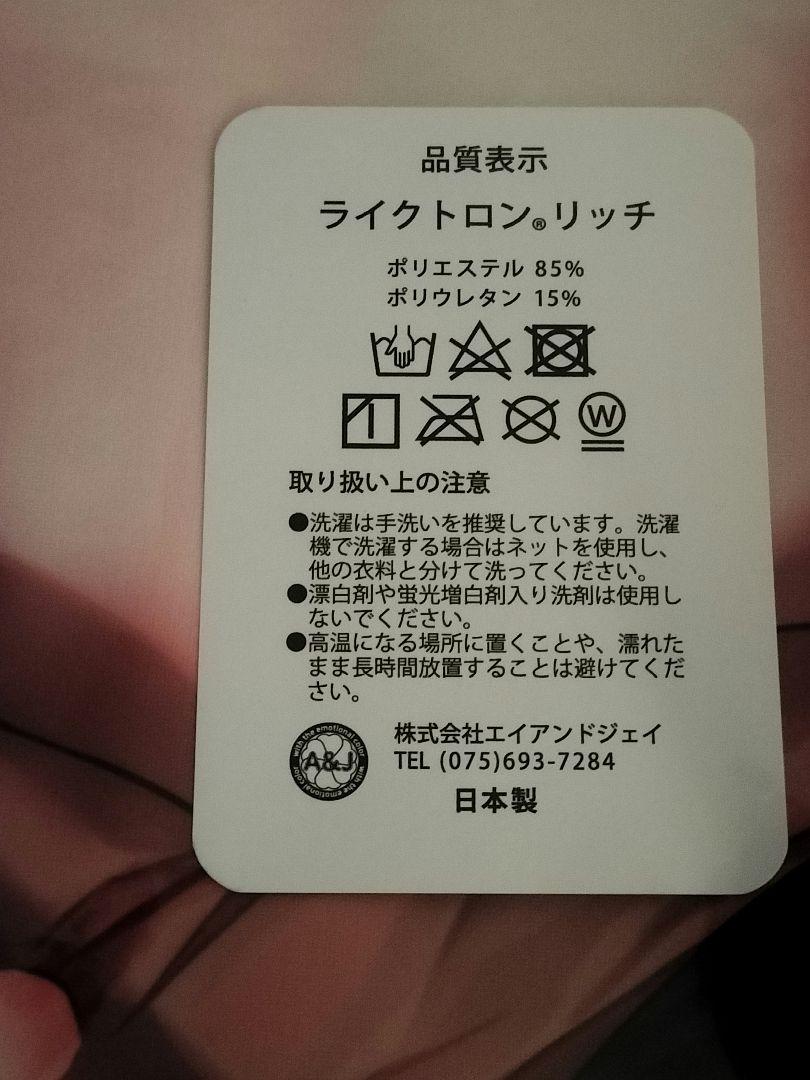 品質表示
ライクトロン®リッチ
ポリエステル 85%
ポリウレタン 15%
W
取り扱い上の注意
●洗濯は手洗いを推奨しています。洗濯
機で洗濯する場合はネットを使用し、
他の衣料と分けて洗ってください。
●漂白剤や蛍光増白剤入り洗剤は使用し
ないでください。
●高温になる場所に置くことや、濡れた
まま長時間放置することは避けてくだ
さい。
with the emotional color
A&J
with the emotional color
株式会社エイアンドジェイ
TEL (075)693-7284
日本製